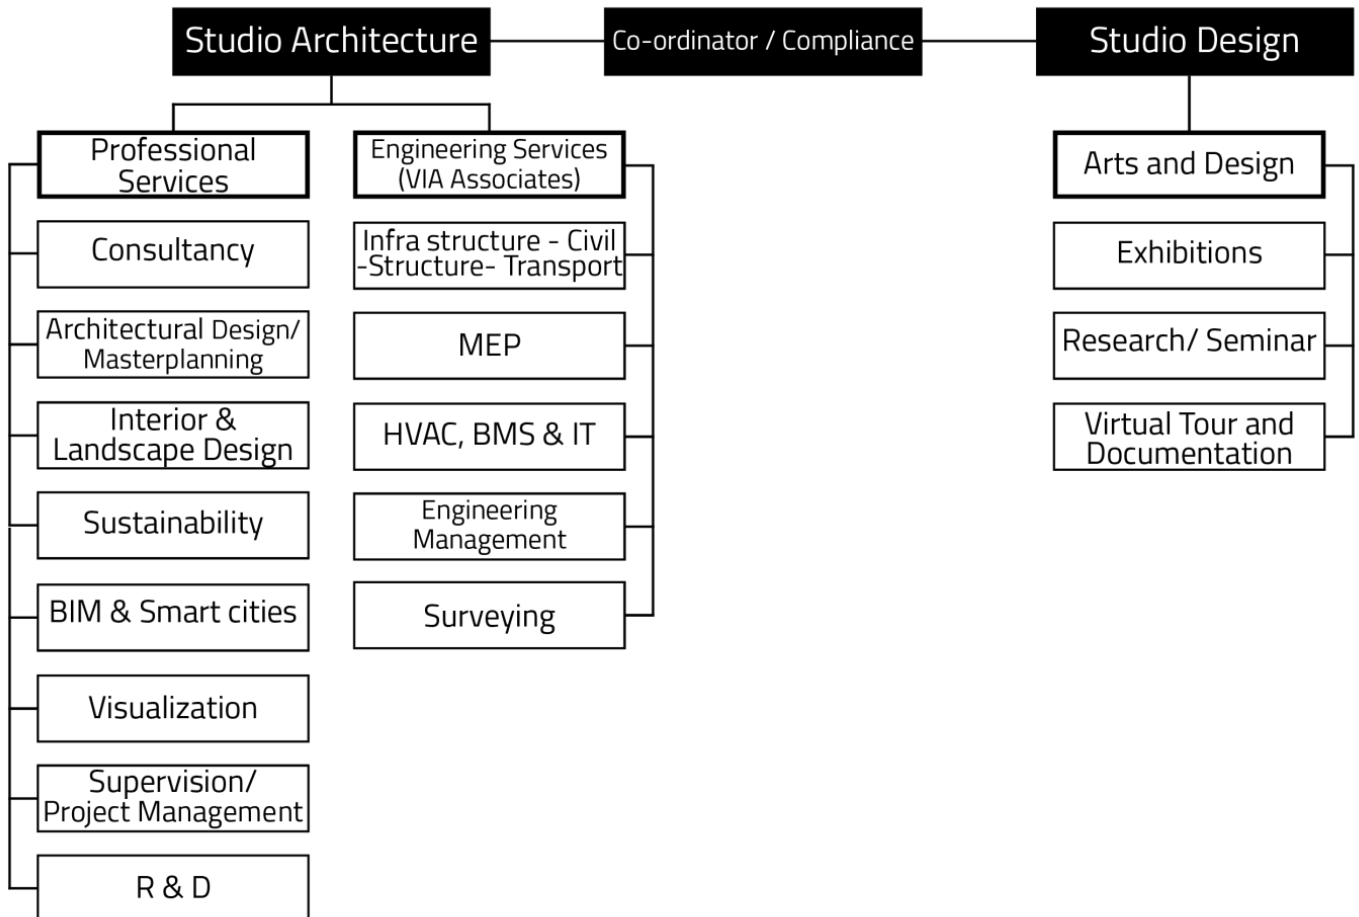 Studio Architecture
Co-ordinator / Compliance
Studio Design
Professional
Services
Consultancy
Architectural Design/
Masterplanning
Interior &
Landscape Design
Sustainability
BIM & Smart cities
Visualization
Supervision/
Project Management
R & D
Engineering Services
(VIA Associates)
Infra structure - Civil
-Structure- Transport
MEP
HVAC, BMS & IT
Engineering
Management
Surveying
Arts and Design
Exhibitions
Research/ Seminar
Virtual Tour and
Documentation